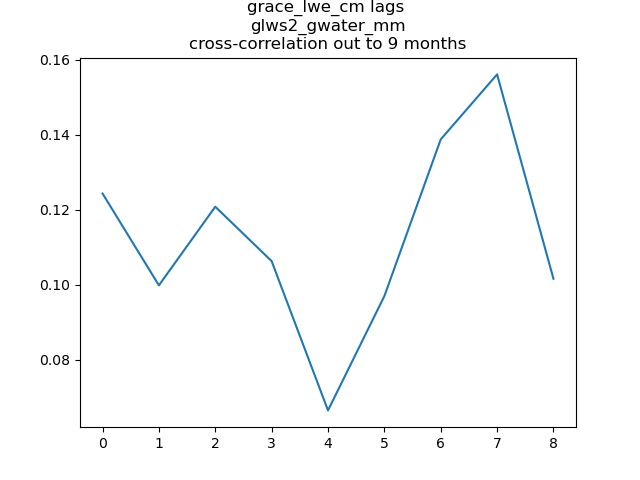 grace_lwe_cm lags
glws2_gwater_mm
cross-correlation out to 9 months
0.16
0.14
0.12
0.10
0.08
0 1 2 3 4 5 6 7 8